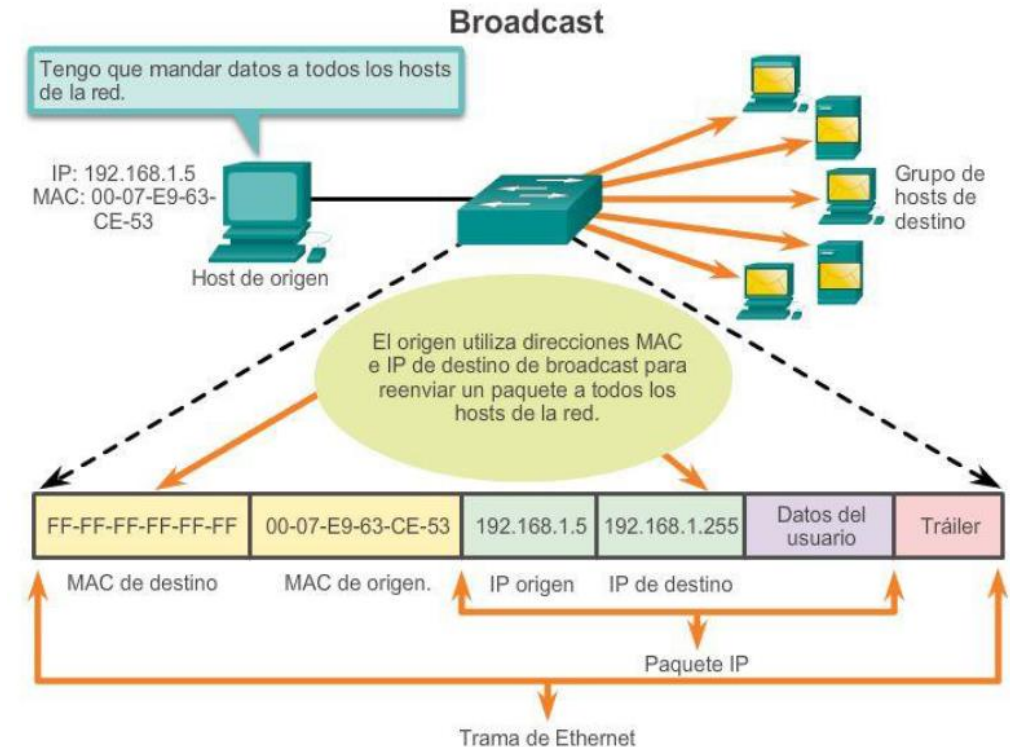 Broadcast
Tengo que mandar datos a todos los hosts
de la red.
IP: 192.168.1.5
MAC: 00-07-E9-63-
CE-53
Host de origen
Grupo de
hosts de
destino
El origen utiliza direcciones MAC
e IP de destino de broadcast para
reenviar un paquete a todos los
hosts de la red.
FF-FF-FF-FF-FF-FF
00-07-E9-63-CE-53
192.168.1.5
192.168.1.255
Datos del
usuario
Tráiler
MAC de destino
MAC de origen.
IP origen
IP de destino
Paquete IP
Trama de Ethernet